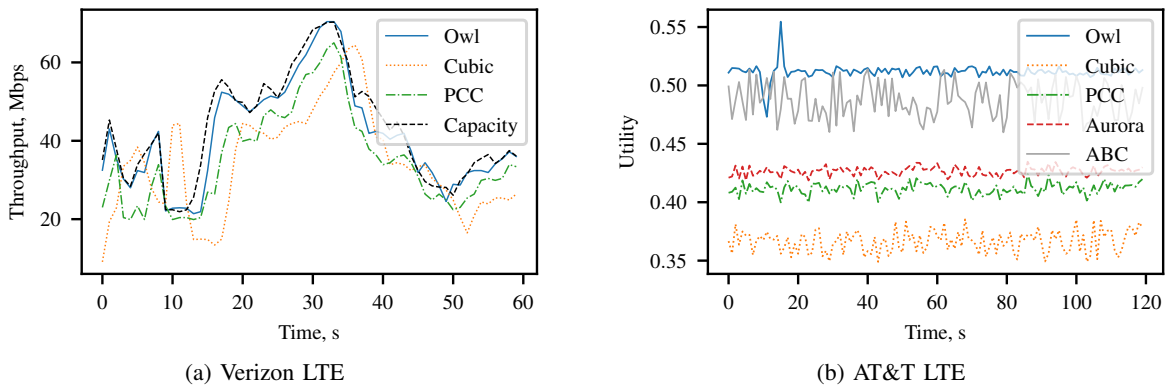 Throughput, Mbps
60
40
20
0
10
20
30
40
50
60
Time, s
Owl
Cubic
PCC
Capacity
(a) Verizon LTE
Utility
0.50
0.45
0.40
0.35
0
20
40
60
80
100
120
Time, s
Owl
Cubic
PCC
Aurora
ABC
(b) AT&T LTE